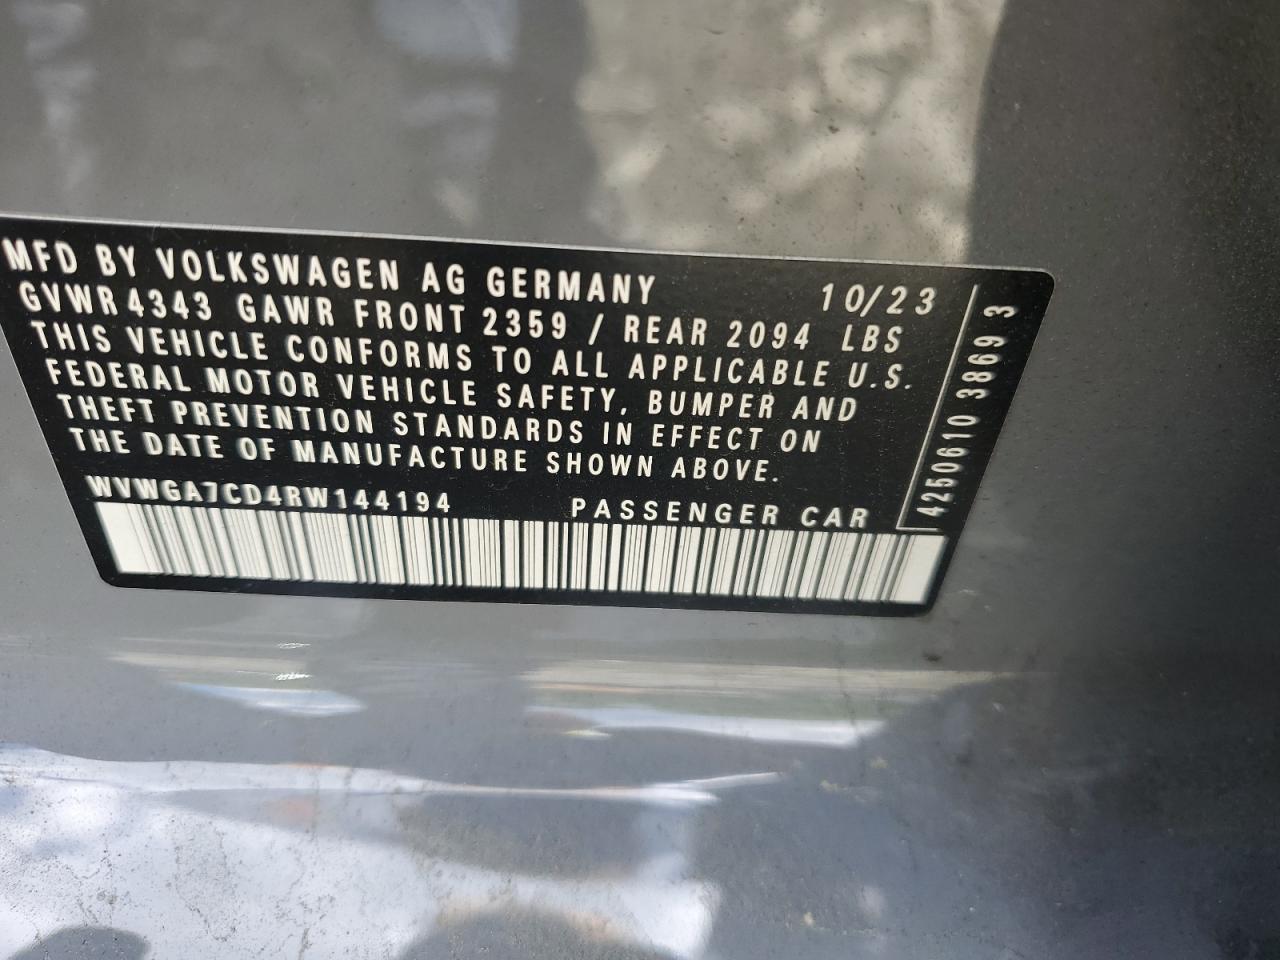 MFD BY VOLKSWAGEN AG GERMANY 10/23
GVWR 4343 GAWR FRONT 2359 / REAR 2094 LBS
THIS VEHICLE CONFORMS TO ALL APPLICABLE U.S.
FEDERAL MOTOR VEHICLE SAFETY, BUMPER AND
THEFT PREVENTION STANDARDS IN EFFECT ON
THE DATE OF MANUFACTURE SHOWN ABOVE.
WVWGA7CD4RW144194 PASSENGER CAR
4250610 3869 3